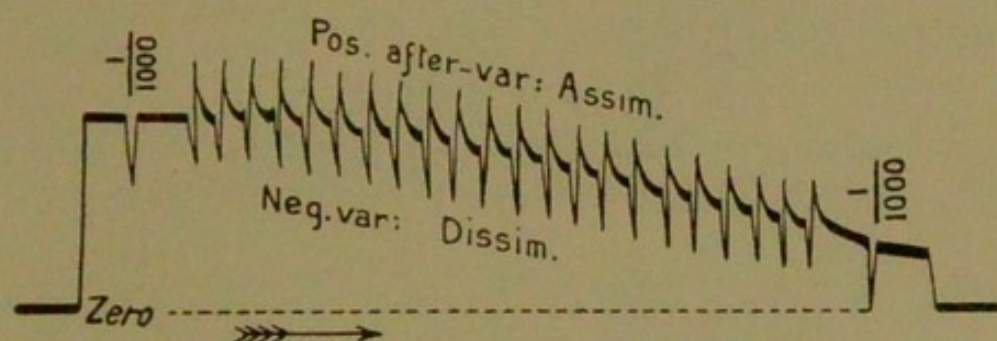 1/1000
Pos. after-var: Assim.
Neg. var: Dissim.
1/1000
Zero